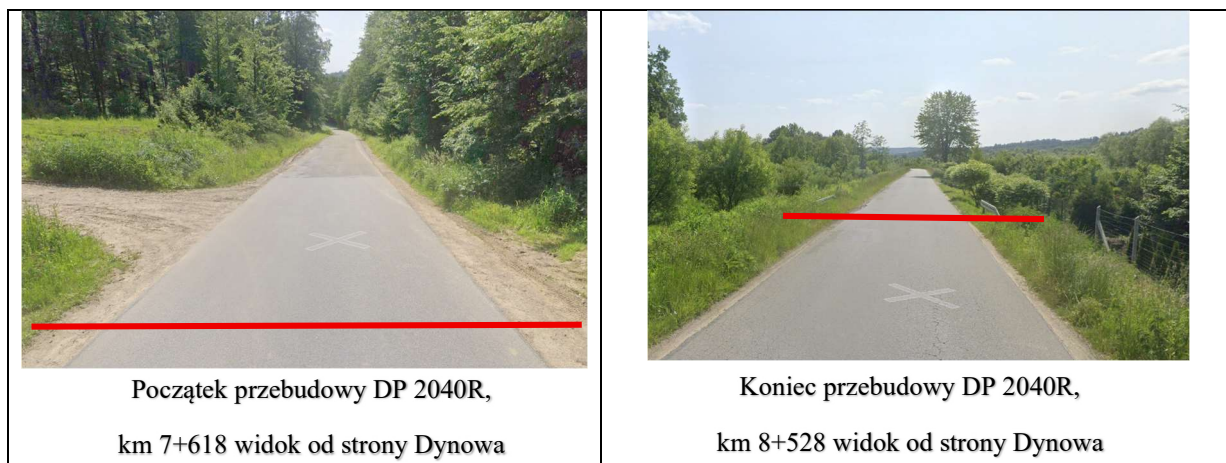 Początek przebudowy DP 2040R,
km 7+618 widok od strony Dynowa
Koniec przebudowy DP 2040R,
km 8+528 widok od strony Dynowa